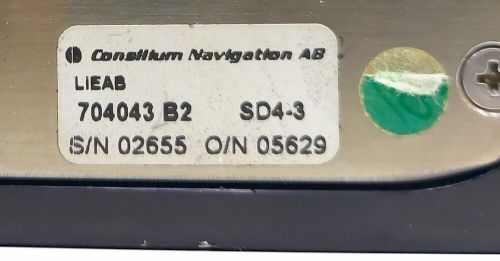 Consilium Navigation AB
LiEAB
704043 B2 SD4-3
S/N 02655 O/N 05629